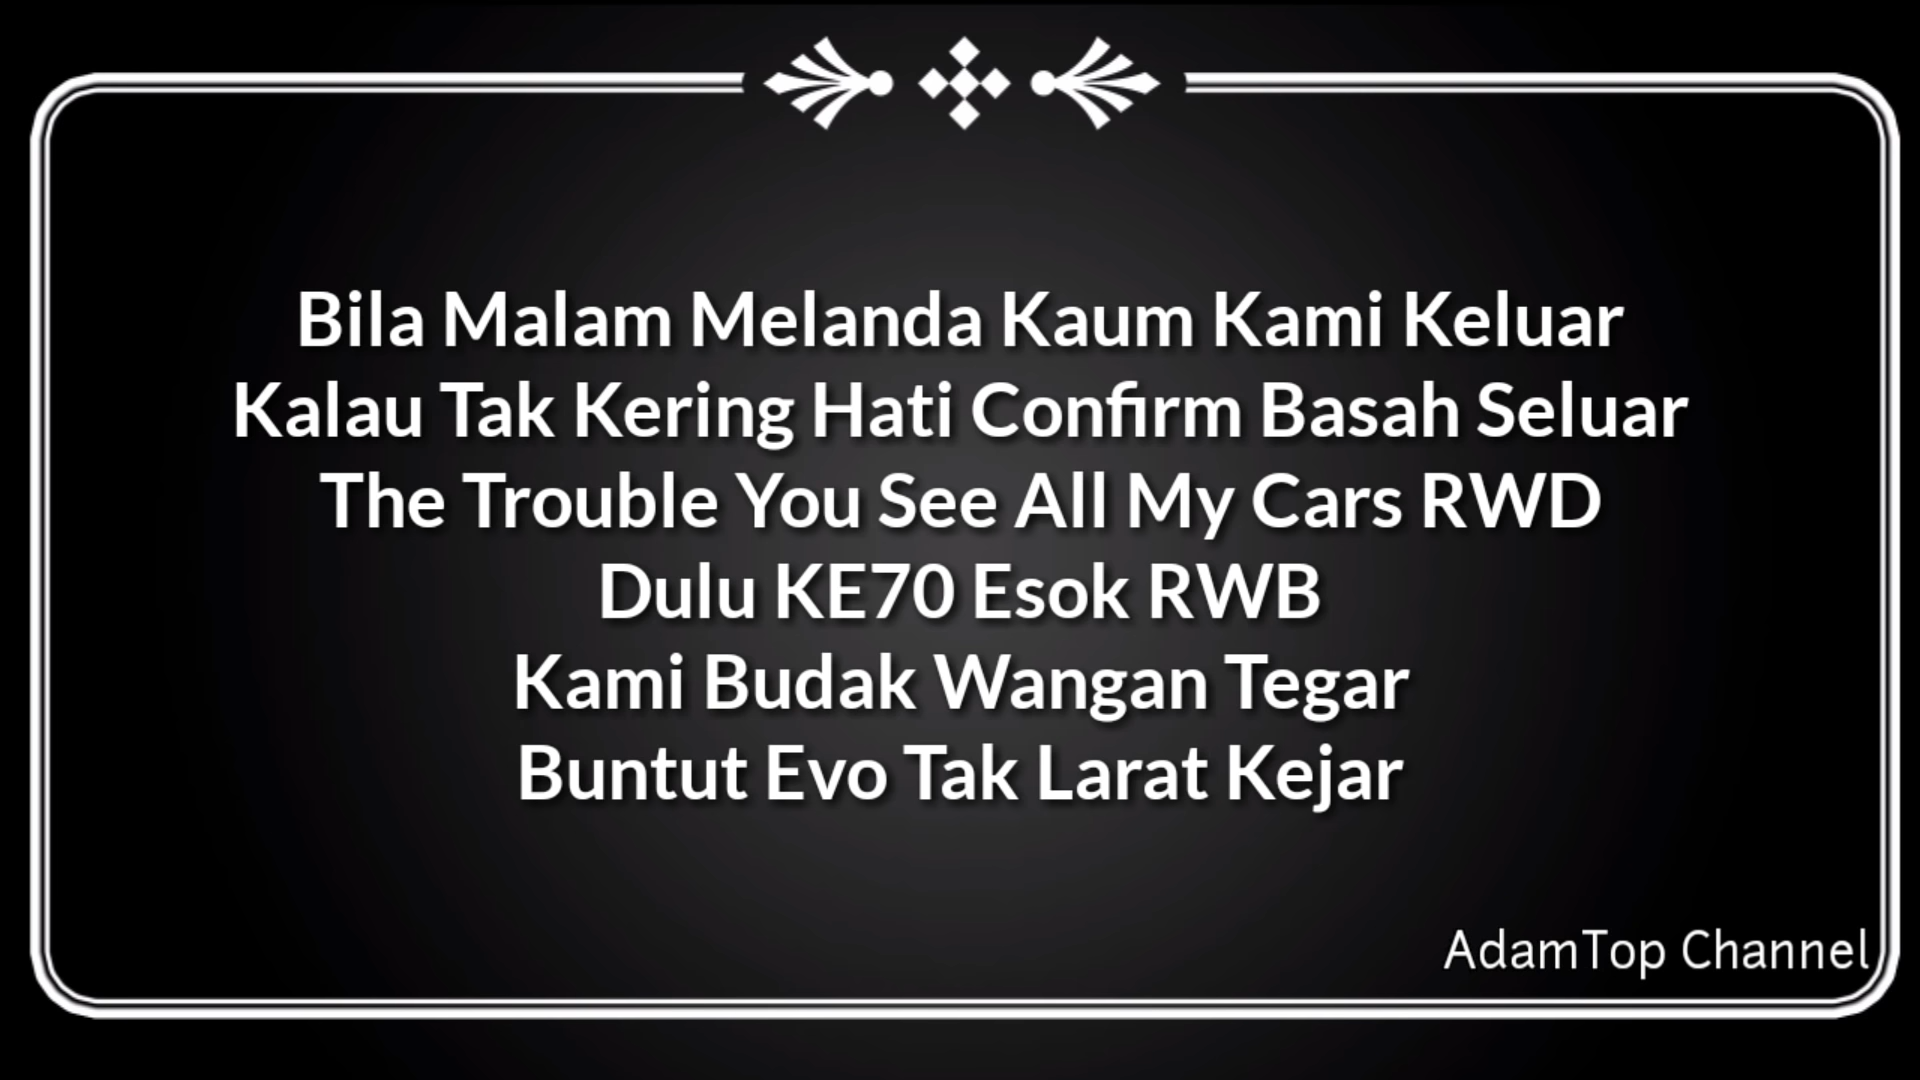 Bila Malam Melanda Kaum Kami Keluar
Kalau Tak Kering Hati Confirm Basah Seluar
The Trouble You See All My Cars RWD
Dulu KE70 Esok RWB
Kami Budak Wangan Tegar
Buntut Evo Tak Larat Kejar
AdamTop Channel